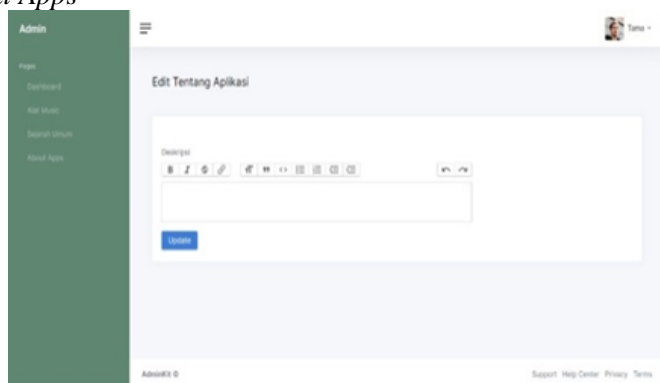 Apps
Admin
Tama
Pages
Dashboard
Alat Music
Sejarah Umum
About Apps
Edit Tentang Aplikasi
Deskripsi
B I S
Update
AdminKit ©
Support Help Center Privacy Terms